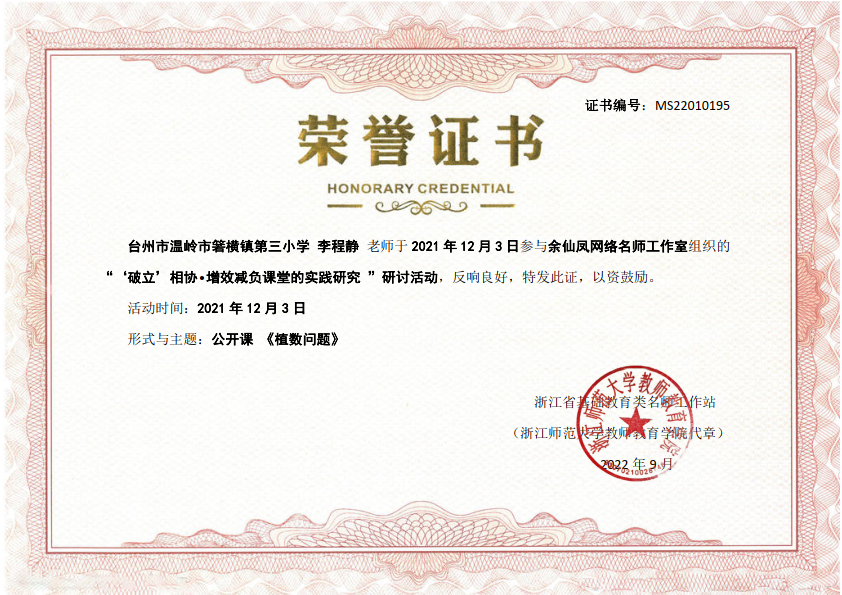 证书编号：MS22010195
荣誉证书
HONORARY CREDENTIAL
台州市温岭市箬横镇第三小学 李程静 老师于 2021 年 12 月 3 日参与余仙凤网络名师工作室组织的
“‘破立’相协•增效减负课堂的实践研究 ”研讨活动，反响良好，特发此证，以资鼓励。
活动时间：2021 年 12 月 3 日
形式与主题：公开课 《植数问题》
浙江师范大学教师教育学院
浙江省基础教育类名师工作站
（浙江师范大学教师教育学院代章）
2022 年 9 月